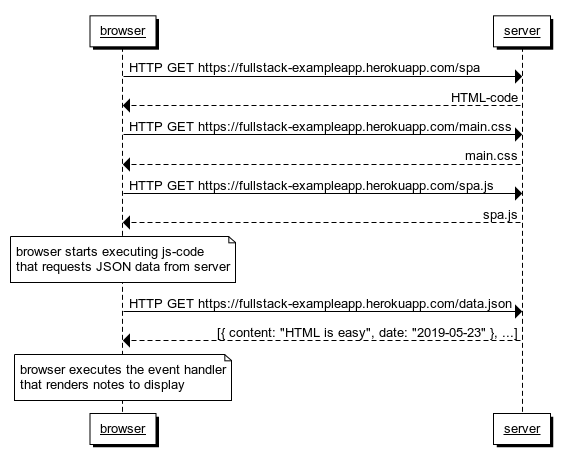 browser
server
HTTP GET https://fullstack-exampleapp.herokuapp.com/spa
HTML-code
HTTP GET https://fullstack-exampleapp.herokuapp.com/main.css
main.css
HTTP GET https://fullstack-exampleapp.herokuapp.com/spa.js
spa.js
browser starts executing js-code
that requests JSON data from server
HTTP GET https://fullstack-exampleapp.herokuapp.com/data.json
[{ content: "HTML is easy", date: "2019-05-23" }, ...]
browser executes the event handler
that renders notes to display
browser
server